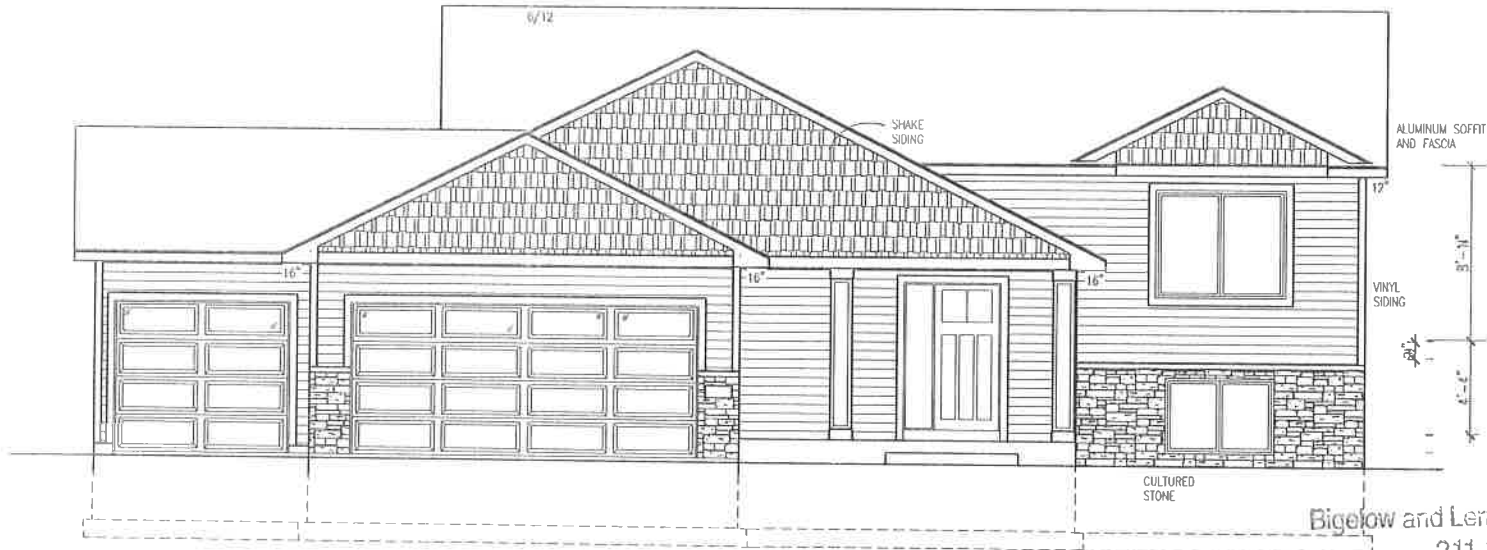 6/12
SHAKE
SIDING
ALUMINUM SOFFIT
AND FASCIA
12"
16"
16"
16"
VINYL
SIDING
CULTURED
STONE
Bigelow and Len